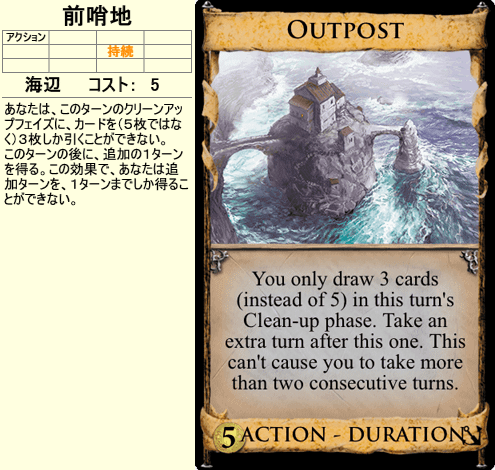 前哨地
アクション
持続
海辺 コスト: 5
あなたは、このターンのクリーンアッ
プフェイズに、カードを(5枚ではな
く)3枚しか引くことができない。
このターンの後に、追加の1ターン
を得る。この効果で、あなたは追
加ターンを、1ターンまでしか得るこ
とができない。
OUTPOST
You only draw 3 cards
(instead of 5) in this turn's
Clean-up phase. Take an
extra turn after this one. This
can't cause you to take more
than two consecutive turns.
5 ACTION - DURATION